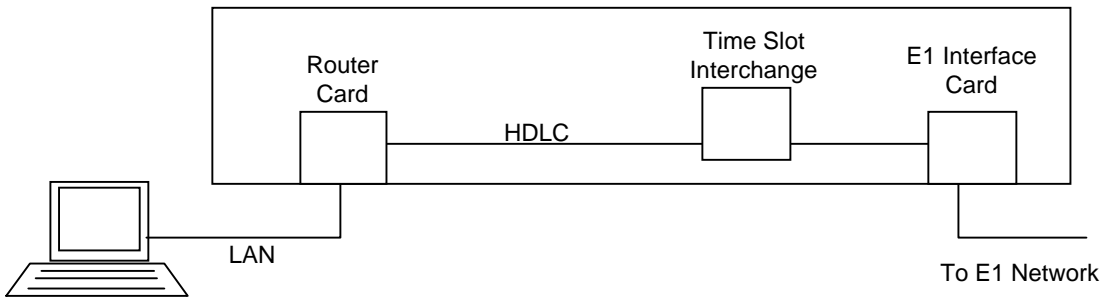 Router
Card
HDLC
Time Slot
Interchange
E1 Interface
Card
LAN
To E1 Network